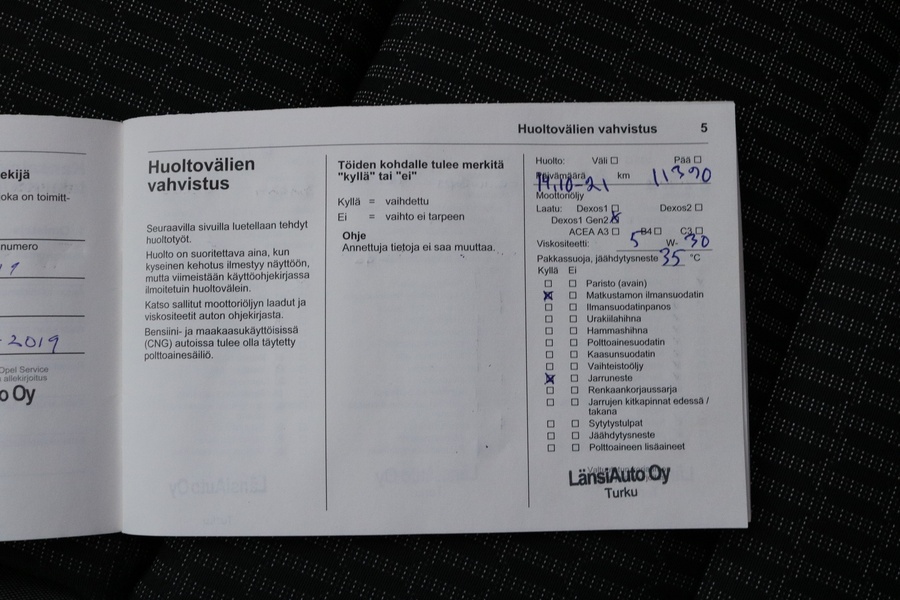 ekijä
oka on toimitt-
numero
-2019
Opel Service
allekirjoitus
o Oy
Huoltovälien vahvistus 5
Huoltovälien
vahvistus
Seuraavilla sivuilla luetellaan tehdyt
huoltotyöt.
Huolto on suoritettava aina, kun
kyseinen kehotus ilmestyy näyttöön,
mutta viimeistään käyttöohjekirjassa
ilmoitetuin huoltovälein.
Katso sallitut moottoriöljyn laadut ja
viskositeetit auton ohjekirjasta.
Bensiini- ja maakaasukäyttöisissä
(CNG) autoissa tulee olla täytetty
polttoainesäiliö.
Töiden kohdalle tulee merkitä
"kyllä" tai "ei"
Kyllä = vaihdettu
Ei = vaihto ei tarpeen
Ohje
Annettuja tietoja ei saa muuttaa.
Huolto: Väli ☐ Pää ☐
Päivämäärä 14.10-21 km 11390
Moottoriöljy
Laatu: Dexos1 ☐ Dexos2 ☐
Dexos1 Gen2 ☒
ACEA A3 ☐ B4 ☐ C3 ☐
Viskositeetti: 5 W- 30
Pakkassuoja, jäähdytysneste 35 °C
Kyllä Ei
☐ ☐ Paristo (avain)
☒ ☐ Matkustamon ilmansuodatin
☐ ☐ Ilmansuodatinpanos
☐ ☐ Urakiilahihna
☐ ☐ Hammashihna
☐ ☐ Polttoainesuodatin
☐ ☐ Kaasunsuodatin
☐ ☐ Vaihteistoöljy
☒ ☐ Jarruneste
☐ ☐ Renkaankorjaussarja
☐ ☐ Jarrujen kitkapinnat edessä /
takana
☐ ☐ Sytytystulpat
☐ ☐ Jäähdytysneste
☐ ☐ Polttoaineen lisäaineet
LänsiAuto Oy
Turku